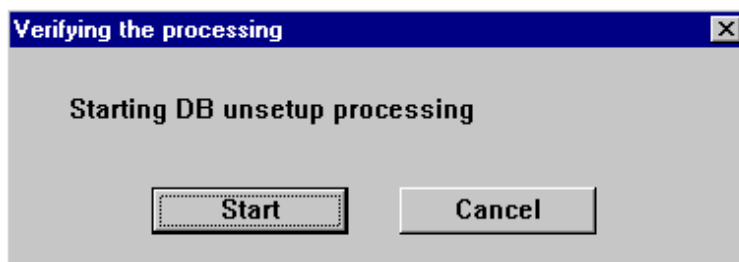 Verifying the processing
Starting DB unsetup processing
Start
Cancel